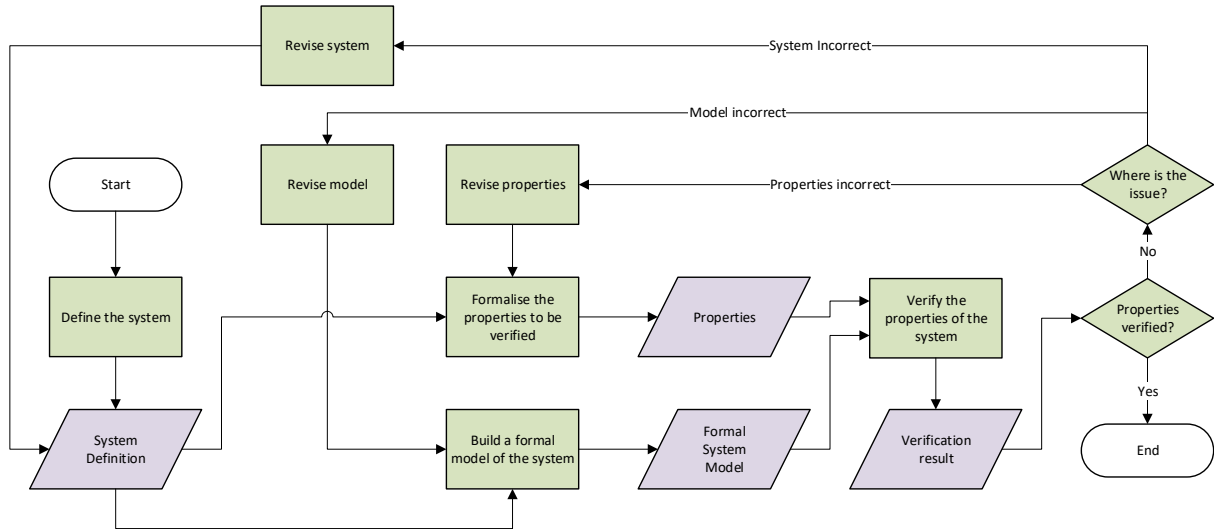 Revise system
System Incorrect
Model incorrect
Start
Revise model
Revise properties
Properties incorrect
Where is the
issue?
No
Define the system
Formalise the
properties to be
verified
Properties
Verify the
properties of the
system
Properties
verified?
Yes
System
Definition
Build a formal
model of the system
Formal
System
Model
Verification
result
End